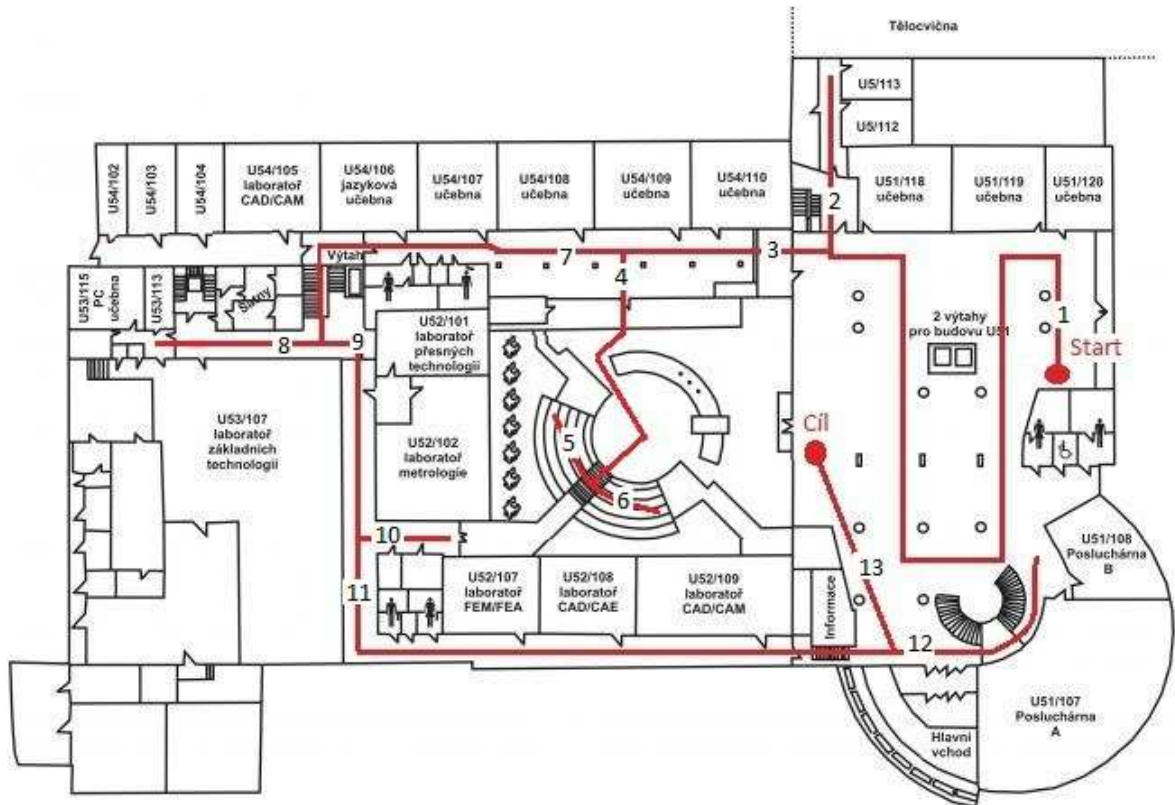 Tělocvična
U5/113
U5/112
U54/102
U54/103
U54/104
U54/105
laboratoř
CAD/CAM
U54/106
jazyková
učebna
U54/107
učebna
U54/108
učebna
U54/109
učebna
U54/110
učebna
U51/118
učebna
U51/119
učebna
U51/120
učebna
2
3
7
4
Výtah
U53/115
PC
učebna
U53/113
Šatny
8
9
U52/101
laboratoř
přesných
technologií
2 výtahy
pro budovu U51
1
Start
U53/107
laboratoř
základních
technologií
U52/102
laboratoř
metrologie
5
6
Cíl
10
11
U52/107
laboratoř
FEM/FEA
U52/108
laboratoř
CAD/CAE
U52/109
laboratoř
CAD/CAM
Informace
13
12
U51/108
Posluchárna
B
U51/107
Posluchárna
A
Hlavní
vchod